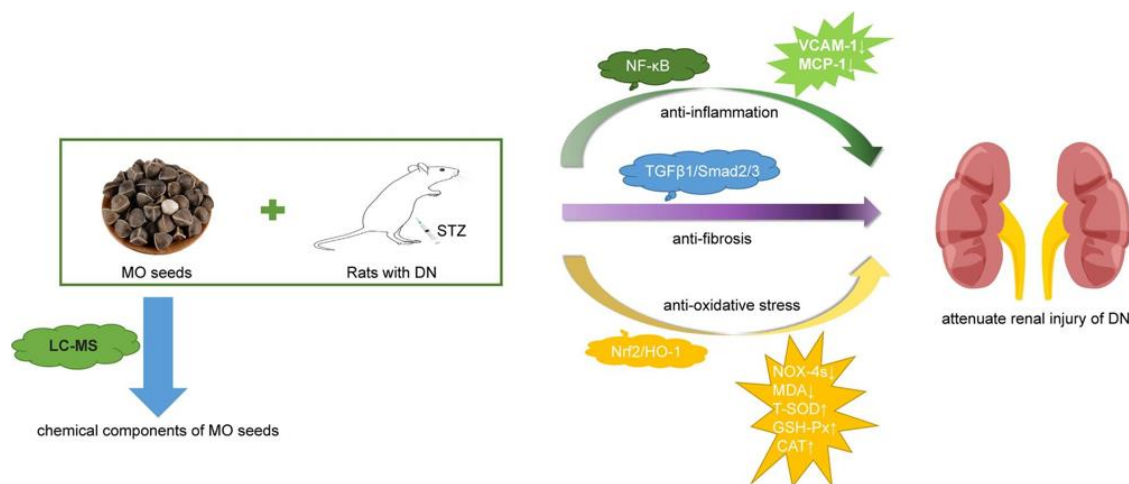 VCAM-1↓
MCP-1↓
NF-κB
anti-inflammation
TGFβ1/Smad2/3
STZ
MO seeds
Rats with DN
anti-fibrosis
anti-oxidative stress
attenuate renal injury of DN
LC-MS
Nrf2/HO-1
NOX-4s↓
MDA↓
T-SOD↑
GSH-Px↑
CAT↑
chemical components of MO seeds